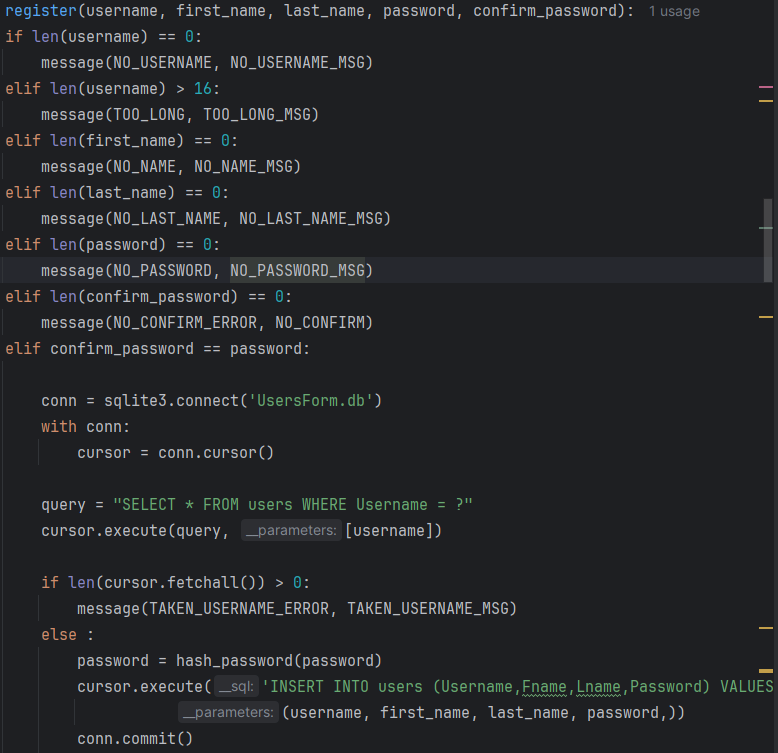 register(username, first_name, last_name, password, confirm_password): 1 usage
if len(username) == 0:
message(NO_USERNAME, NO_USERNAME_MSG)
elif len(username) > 16:
message(TOO_LONG, TOO_LONG_MSG)
elif len(first_name) == 0:
message(NO_NAME, NO_NAME_MSG)
elif len(last_name) == 0:
message(NO_LAST_NAME, NO_LAST_NAME_MSG)
elif len(password) == 0:
message(NO_PASSWORD, NO_PASSWORD_MSG)
elif len(confirm_password) == 0:
message(NO_CONFIRM_ERROR, NO_CONFIRM)
elif confirm_password == password:
conn = sqlite3.connect('UsersForm.db')
with conn:
cursor = conn.cursor()
query = "SELECT * FROM users WHERE Username = ?"
cursor.execute(query, __parameters: [username])
if len(cursor.fetchall()) > 0:
message(TAKEN_USERNAME_ERROR, TAKEN_USERNAME_MSG)
else :
password = hash_password(password)
cursor.execute( __sql: 'INSERT INTO users (Username,Fname,Lname,Password) VALUES
__parameters: (username, first_name, last_name, password,))
conn.commit()